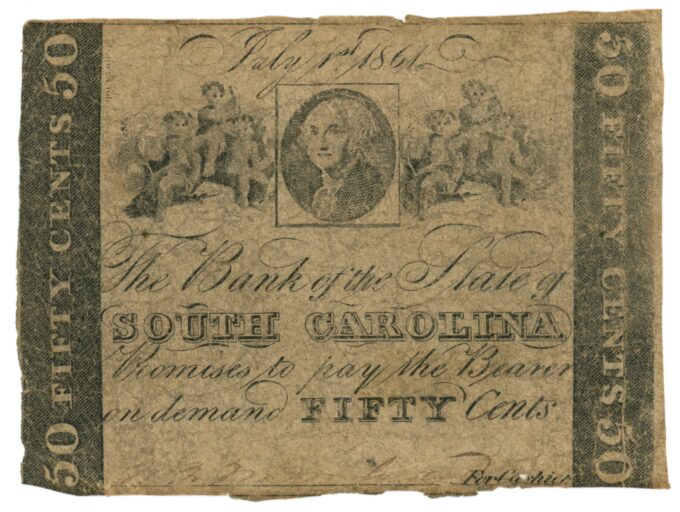 July 1st 1861
50 FIFTY CENTS 50
50 FIFTY CENTS 50
The Bank of the State of
SOUTH CAROLINA
Promises to pay the Bearer
on demand FIFTY Cents.
For Cashier